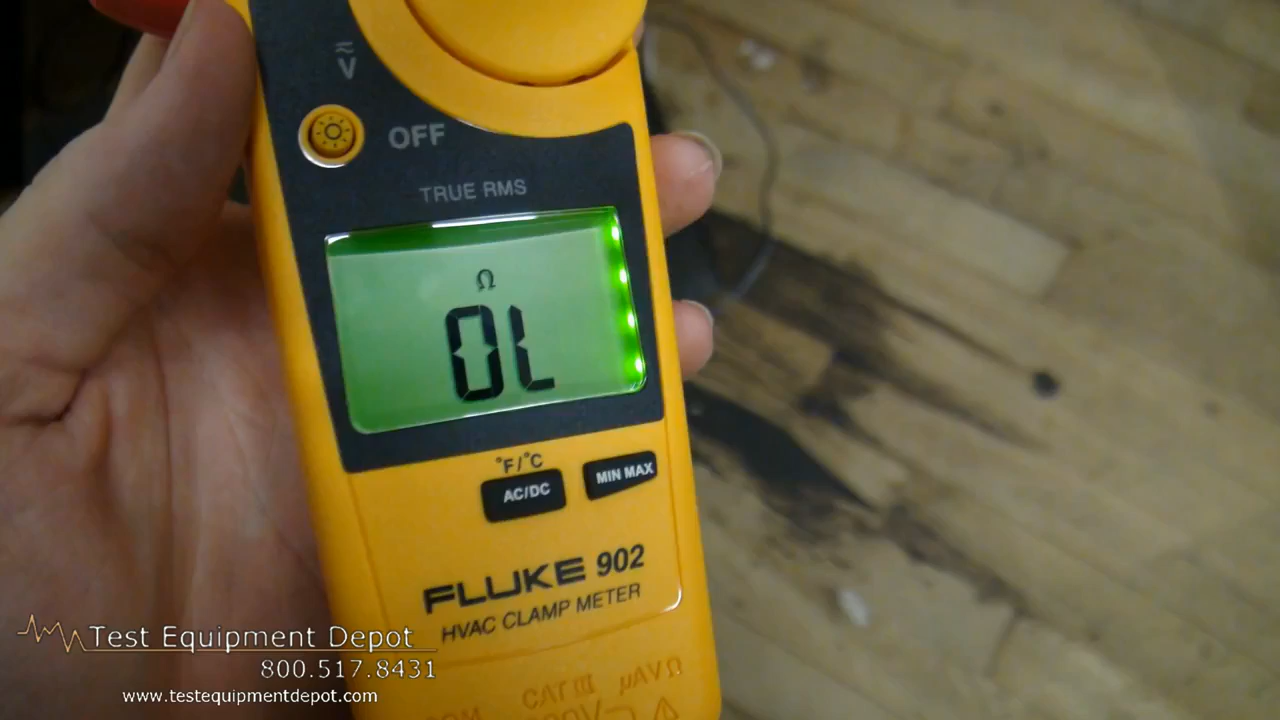 V
OFF
TRUE RMS
Ω
OL
°F/°C
AC/DC
MIN MAX
FLUKE 902
HVAC CLAMP METER
CAT III
µAVΩ
Test Equipment Depot
800.517.8431
www.testequipmentdepot.com